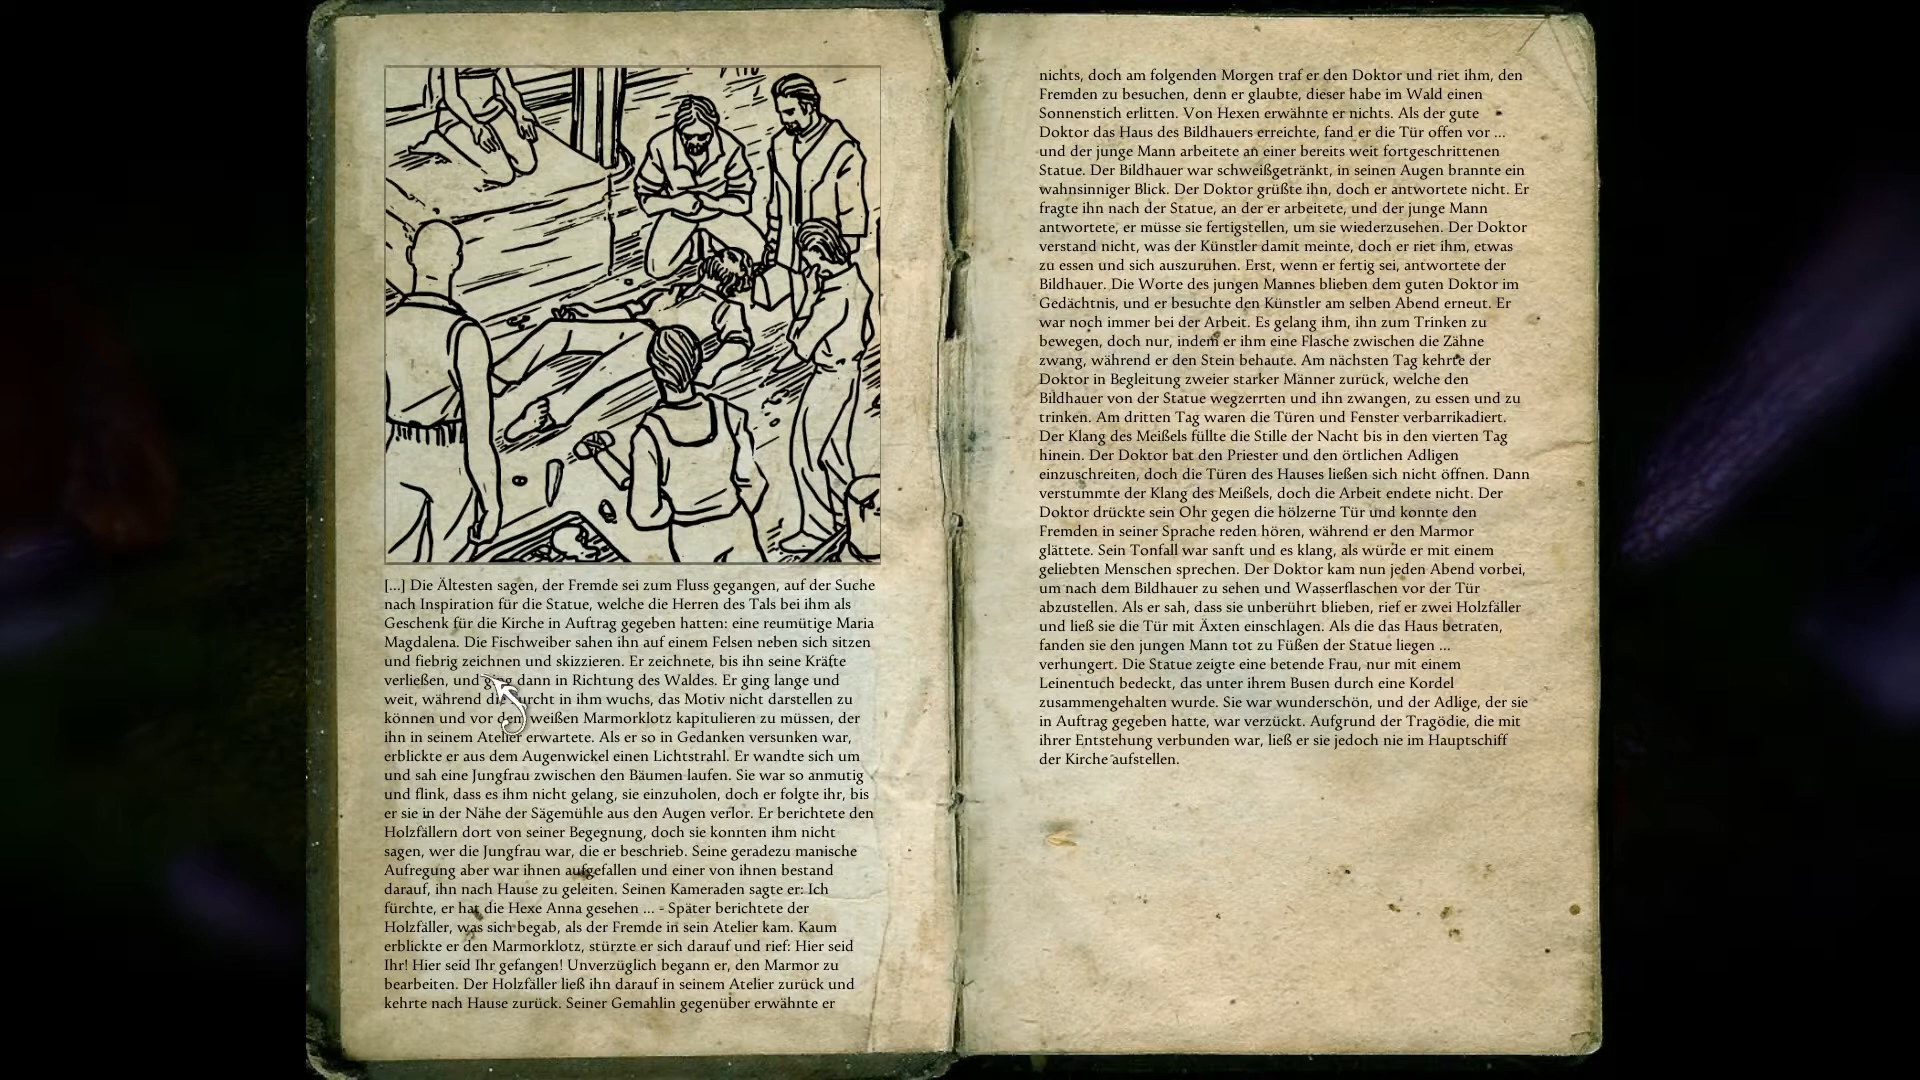 [...] Die Ältesten sagen, der Fremde sei zum Fluss gegangen, auf der Suche
nach Inspiration für die Statue, welche die Herren des Tals bei ihm als
Geschenk für die Kirche in Auftrag gegeben hatten: eine reumütige Maria
Magdalena. Die Fischweiber sahen ihn auf einem Felsen neben sich sitzen
und fiebrig zeichnen und skizzieren. Er zeichnete, bis ihn seine Kräfte
verließen, und ging dann in Richtung des Waldes. Er ging lange und
weit, während die Furcht in ihm wuchs, das Motiv nicht darstellen zu
können und vor dem weißen Marmorklotz kapitulieren zu müssen, der
ihn in seinem Atelier erwartete. Als er so in Gedanken versunken war,
erblickte er aus dem Augenwickel einen Lichtstrahl. Er wandte sich um
und sah eine Jungfrau zwischen den Bäumen laufen. Sie war so anmutig
und flink, dass es ihm nicht gelang, sie einzuholen, doch er folgte ihr, bis
er sie in der Nähe der Sägemühle aus den Augen verlor. Er berichtete den
Holzfällern dort von seiner Begegnung, doch sie konnten ihm nicht
sagen, wer die Jungfrau war, die er beschrieb. Seine geradezu manische
Aufregung aber war ihnen aufgefallen und einer von ihnen bestand
darauf, ihn nach Hause zu geleiten. Seinen Kameraden sagte er: Ich
fürchte, er hat die Hexe Anna gesehen ... - Später berichtete der
Holzfäller, was sich begab, als der Fremde in sein Atelier kam. Kaum
erblickte er den Marmorklotz, stürzte er sich darauf und rief: Hier seid
Ihr! Hier seid Ihr gefangen! Unverzüglich begann er, den Marmor zu
bearbeiten. Der Holzfäller ließ ihn darauf in seinem Atelier zurück und
kehrte nach Hause zurück. Seiner Gemahlin gegenüber erwähnte er
nichts, doch am folgenden Morgen traf er den Doktor und riet ihm, den
Fremden zu besuchen, denn er glaubte, dieser habe im Wald einen
Sonnenstich erlitten. Von Hexen erwähnte er nichts. Als der gute
Doktor das Haus des Bildhauers erreichte, fand er die Tür offen vor ...
und der junge Mann arbeitete an einer bereits weit fortgeschrittenen
Statue. Der Bildhauer war schweißgetränkt, in seinen Augen brannte ein
wahnsinniger Blick. Der Doktor grüßte ihn, doch er antwortete nicht. Er
fragte ihn nach der Statue, an der er arbeitete, und der junge Mann
antwortete, er müsse sie fertigstellen, um sie wiederzusehen. Der Doktor
verstand nicht, was der Künstler damit meinte, doch er riet ihm, etwas
zu essen und sich auszuruhen. Erst, wenn er fertig sei, antwortete der
Bildhauer. Die Worte des jungen Mannes blieben dem guten Doktor im
Gedächtnis, und er besuchte den Künstler am selben Abend erneut. Er
war noch immer bei der Arbeit. Es gelang ihm, ihn zum Trinken zu
bewegen, doch nur, indem er ihm eine Flasche zwischen die Zähne
zwang, während er den Stein behaute. Am nächsten Tag kehrte der
Doktor in Begleitung zweier starker Männer zurück, welche den
Bildhauer von der Statue wegzerrten und ihn zwangen, zu essen und zu
trinken. Am dritten Tag waren die Türen und Fenster verbarrikadiert.
Der Klang des Meißels füllte die Stille der Nacht bis in den vierten Tag
hinein. Der Doktor bat den Priester und den örtlichen Adligen
einzuschreiten, doch die Türen des Hauses ließen sich nicht öffnen. Dann
verstummte der Klang des Meißels, doch die Arbeit endete nicht. Der
Doktor drückte sein Ohr gegen die hölzerne Tür und konnte den
Fremden in seiner Sprache reden hören, während er den Marmor
glättete. Sein Tonfall war sanft und es klang, als würde er mit einem
geliebten Menschen sprechen. Der Doktor kam nun jeden Abend vorbei,
um nach dem Bildhauer zu sehen und Wasserflaschen vor der Tür
abzustellen. Als er sah, dass sie unberührt blieben, rief er zwei Holzfäller
und ließ sie die Tür mit Äxten einschlagen. Als die das Haus betraten,
fanden sie den jungen Mann tot zu Füßen der Statue liegen ...
verhungert. Die Statue zeigte eine betende Frau, nur mit einem
Leinentuch bedeckt, das unter ihrem Busen durch eine Kordel
zusammengehalten wurde. Sie war wunderschön, und der Adlige, der sie
in Auftrag gegeben hatte, war verzückt. Aufgrund der Tragödie, die mit
ihrer Entstehung verbunden war, ließ er sie jedoch nie im Hauptschiff
der Kirche aufstellen.